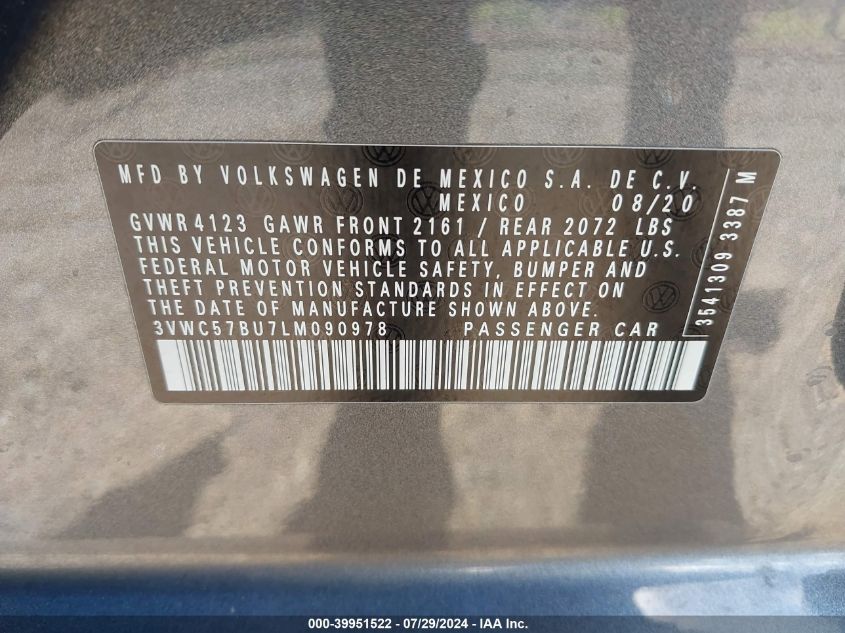 MFD BY VOLKSWAGEN DE MEXICO S.A. DE C.V.
MEXICO 08/20
GVWR 4123 GAWR FRONT 2161 / REAR 2072 LBS
THIS VEHICLE CONFORMS TO ALL APPLICABLE U.S.
FEDERAL MOTOR VEHICLE SAFETY, BUMPER AND
THEFT PREVENTION STANDARDS IN EFFECT ON
THE DATE OF MANUFACTURE SHOWN ABOVE.
3VWC57BU7LM090978 PASSENGER CAR
3541309 3387 M
000-39951522 - 07/29/2024 - IAA Inc.